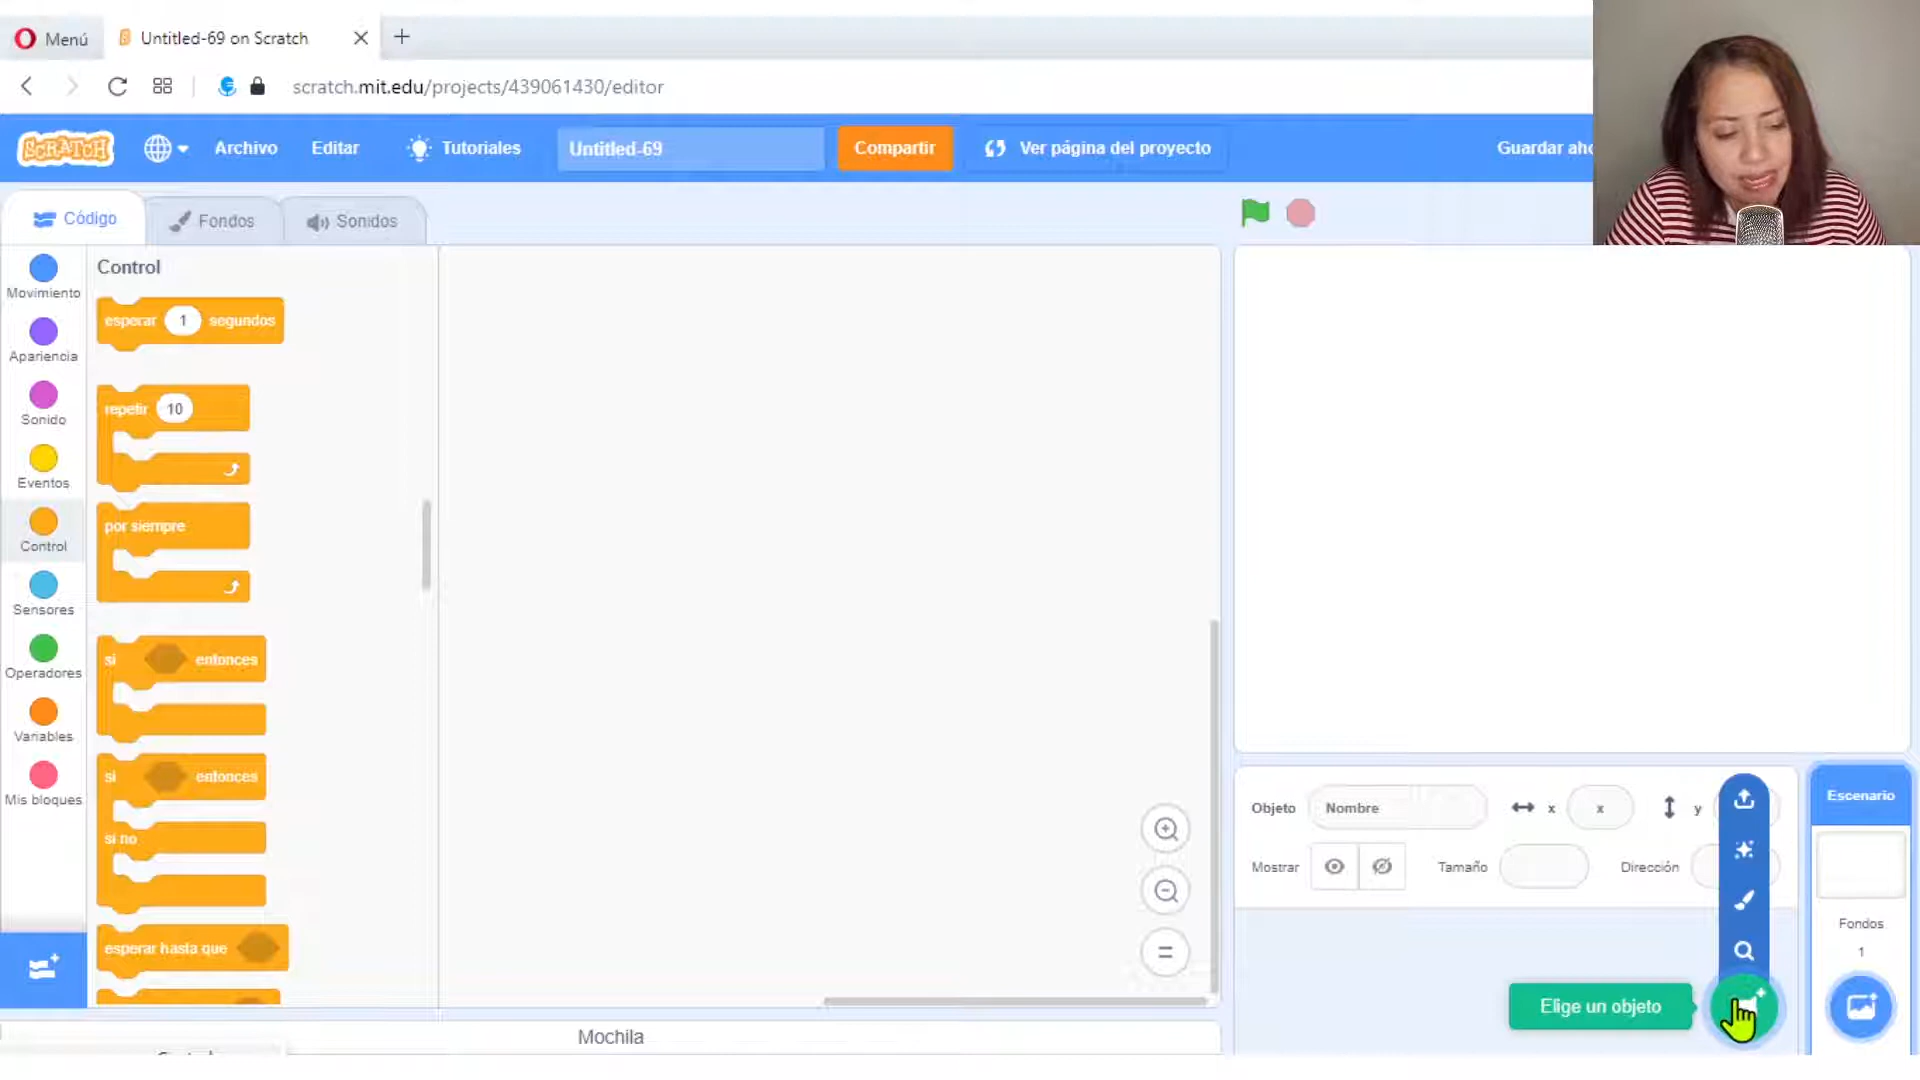 Menú
Untitled-69 on Scratch
scratch.mit.edu/projects/439061430/editor
SCRATCH
Archivo
Editar
Tutoriales
Untitled-69
Compartir
Ver página del proyecto
Guardar aho
Código
Fondos
Sonidos
Movimiento
Apariencia
Sonido
Eventos
Control
Sensores
Operadores
Variables
Mis bloques
Control
esperar 1 segundos
repetir 10
por siempre
si entonces
si entonces
si no
esperar hasta que
Mochila
Objeto
Nombre
x
x
y
Mostrar
Tamaño
Dirección
Elige un objeto
Escenario
Fondos
1